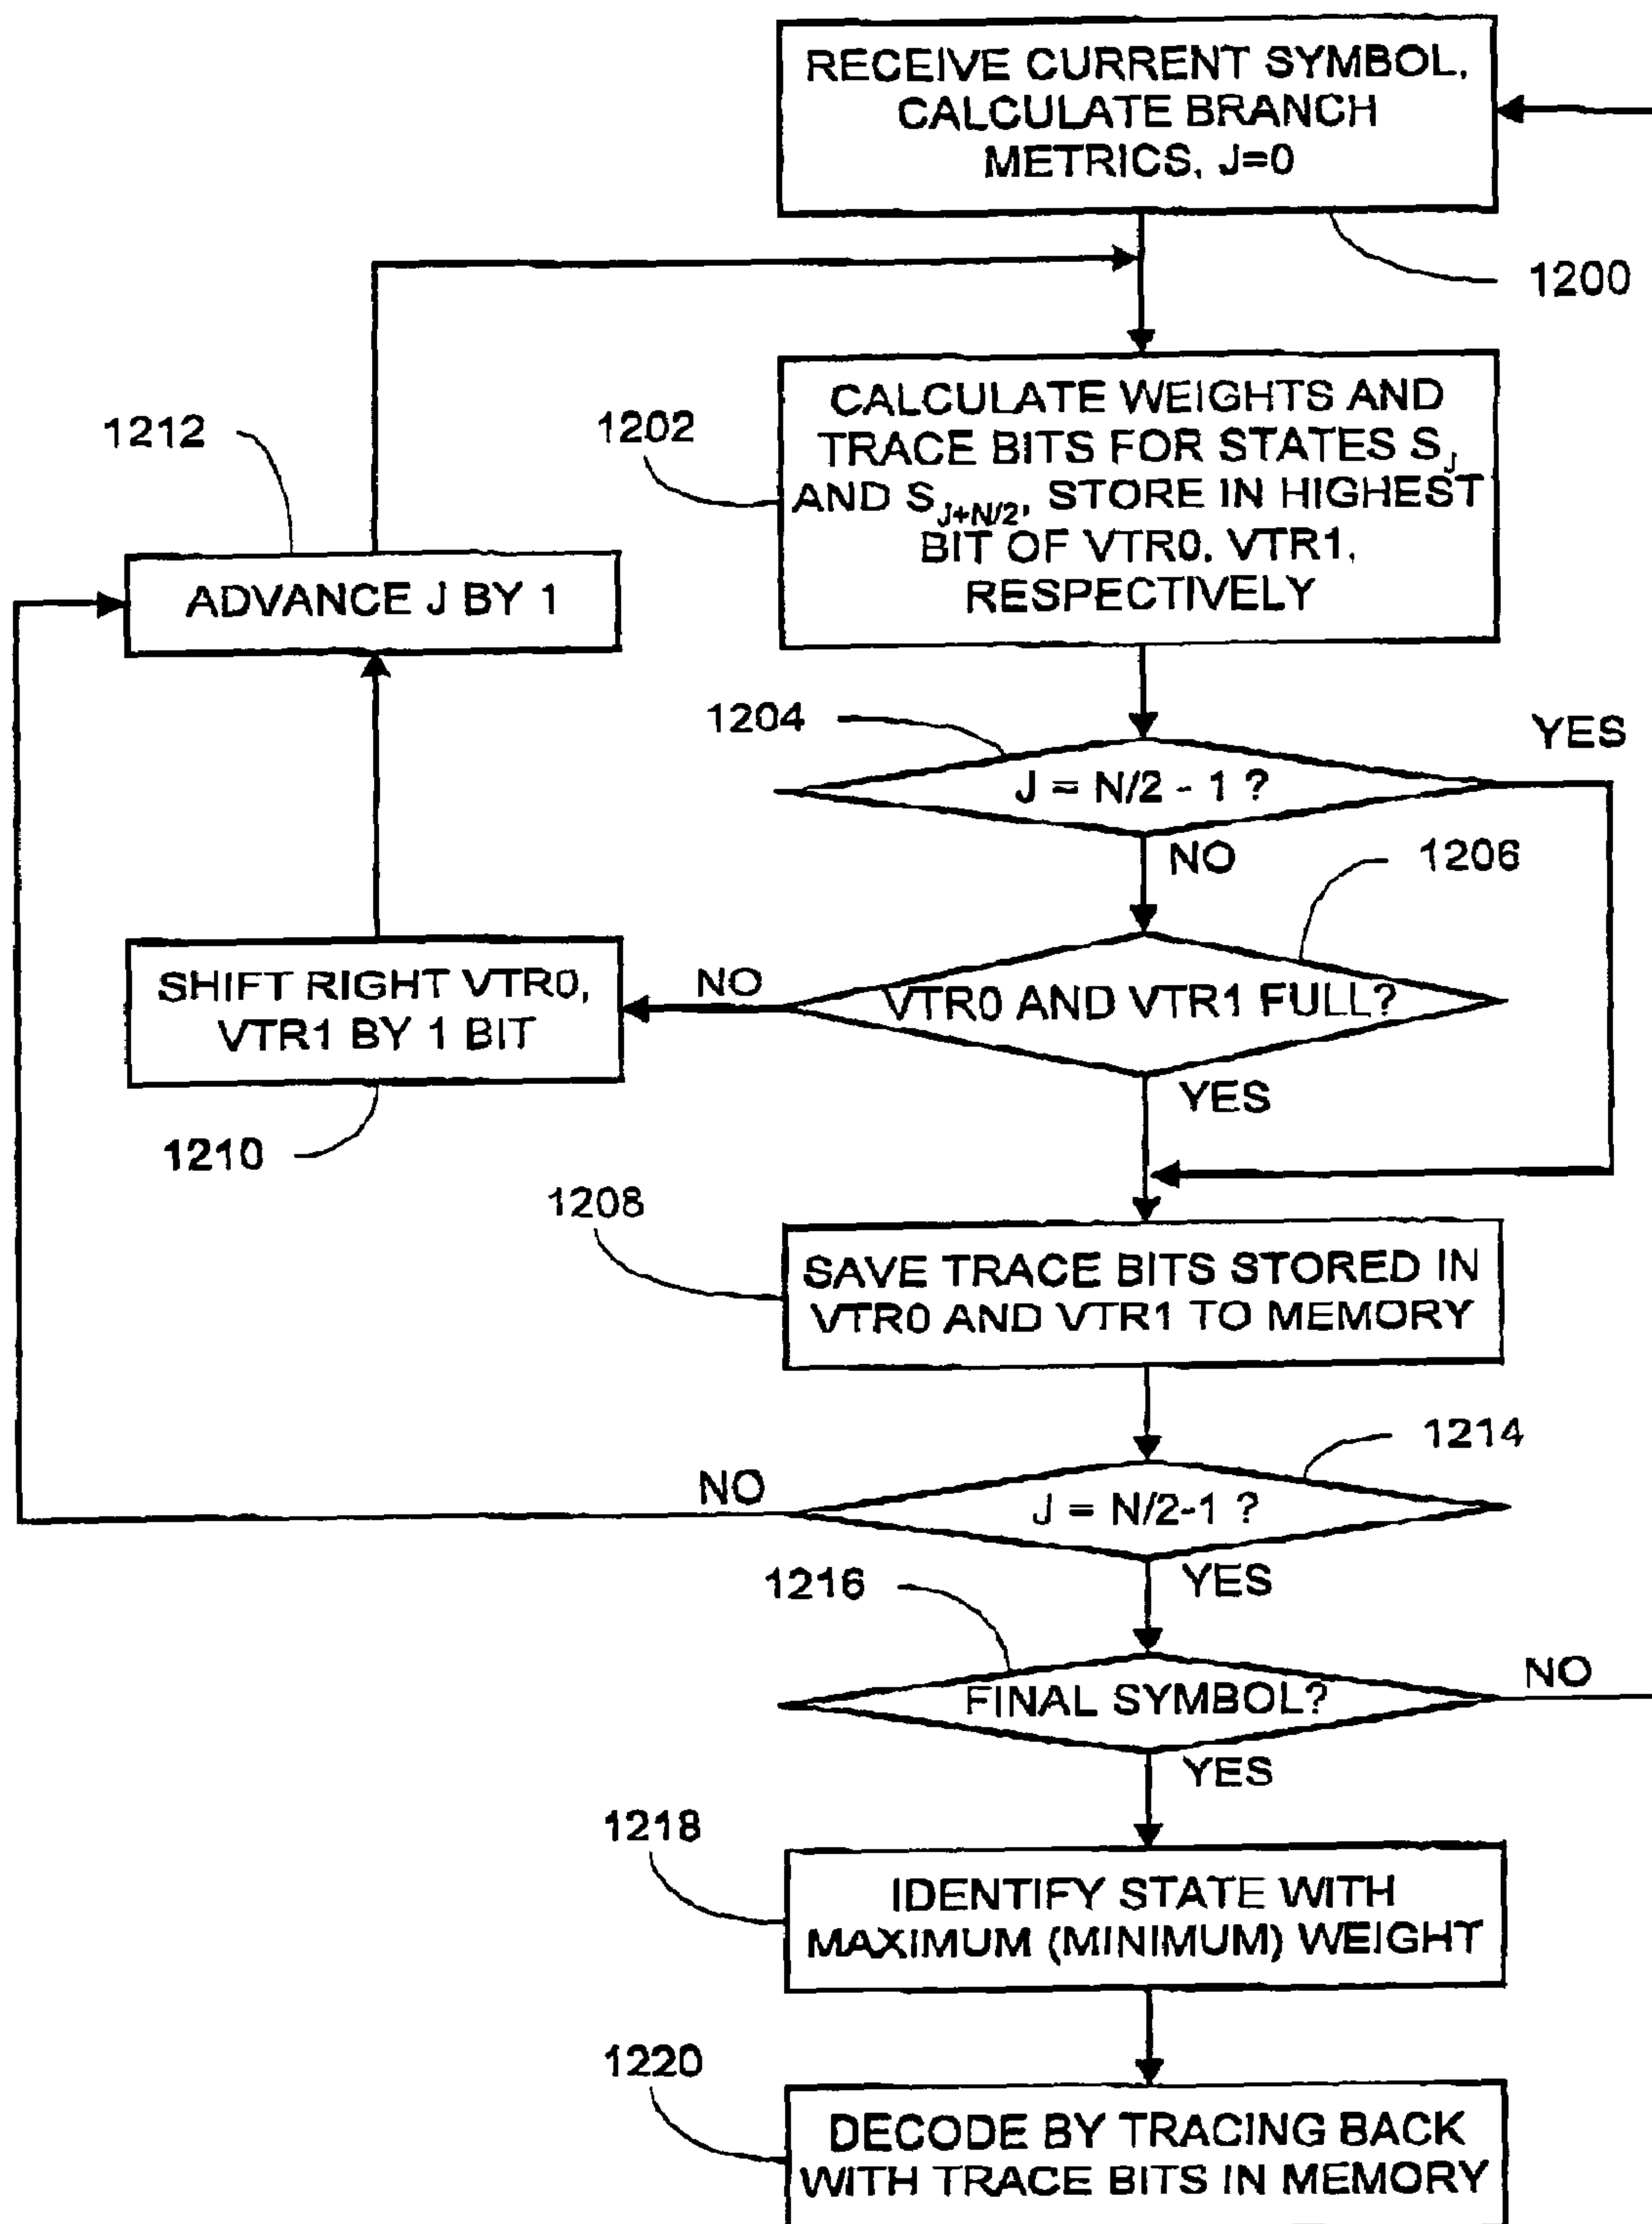 RECEIVE CURRENT SYMBOL,
CALCULATE BRANCH
METRICS, J=0
1200
1212
1202
CALCULATE WEIGHTS AND
TRACE BITS FOR STATES S_J
AND S_{J+N/2}, STORE IN HIGHEST
BIT OF VTR0, VTR1,
RESPECTIVELY
ADVANCE J BY 1
1204
YES
J = N/2 - 1 ?
NO
1206
SHIFT RIGHT VTR0,
VTR1 BY 1 BIT
NO
VTR0 AND VTR1 FULL?
YES
1210
1208
SAVE TRACE BITS STORED IN
VTR0 AND VTR1 TO MEMORY
1214
NO
J = N/2-1 ?
YES
1216
NO
FINAL SYMBOL?
YES
1218
IDENTIFY STATE WITH
MAXIMUM (MINIMUM) WEIGHT
1220
DECODE BY TRACING BACK
WITH TRACE BITS IN MEMORY